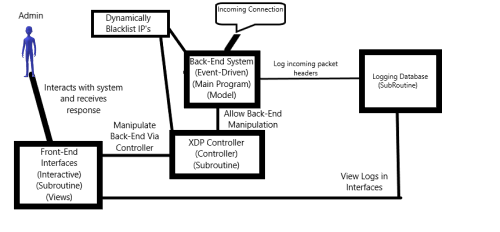 Admin
Dynamically
Blacklist IP's
Incoming Connection
Back-End System
(Event-Driven)
(Main Program)
(Model)
Log incoming packet
headers
Logging Database
(SubRoutine)
Interacts with system
and receives
response
Allow Back-End
Manipulation
Manipulate
Back-End Via
Controller
XDP Controller
(Controller)
(Subroutine)
Front-End
Interfaces
(Interactive)
(Subroutine)
(Views)
View Logs in
Interfaces